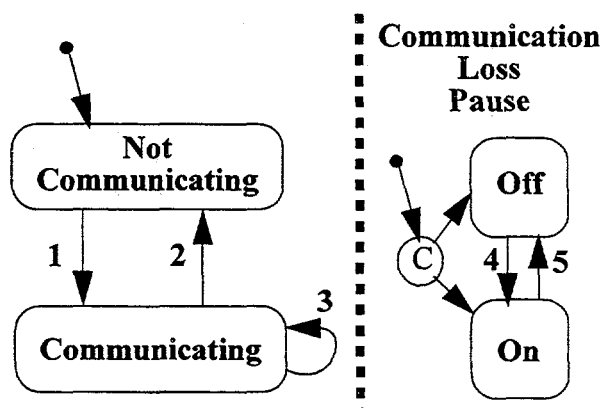 Not
Communicating
1
2
3
Communicating
Communication
Loss
Pause
Off
C
4
5
On